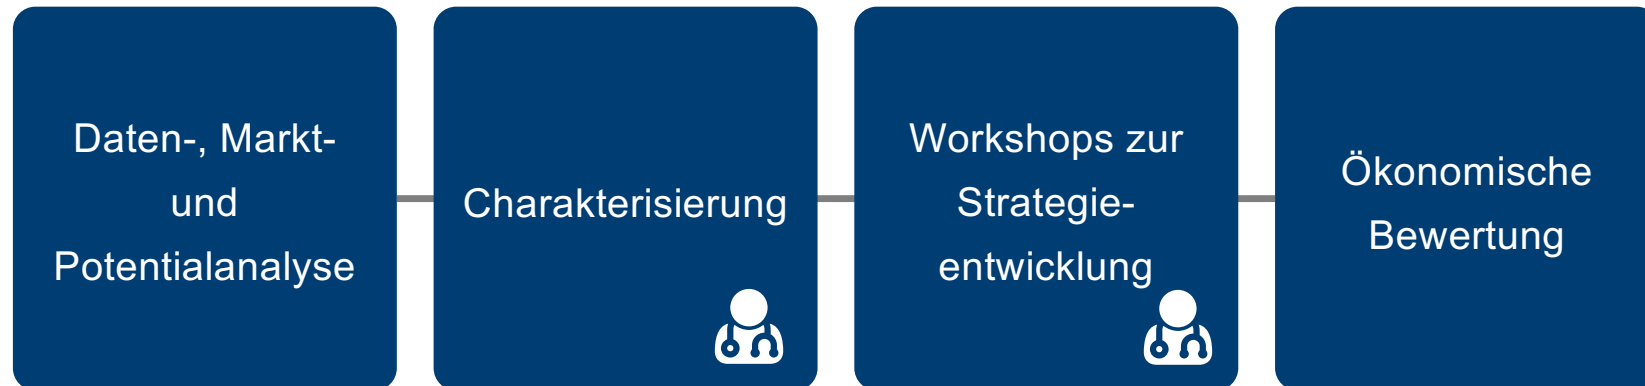 Daten-, Markt-
und
Potentialanalyse
Charakterisierung
Workshops zur
Strategie-
entwicklung
Ökonomische
Bewertung